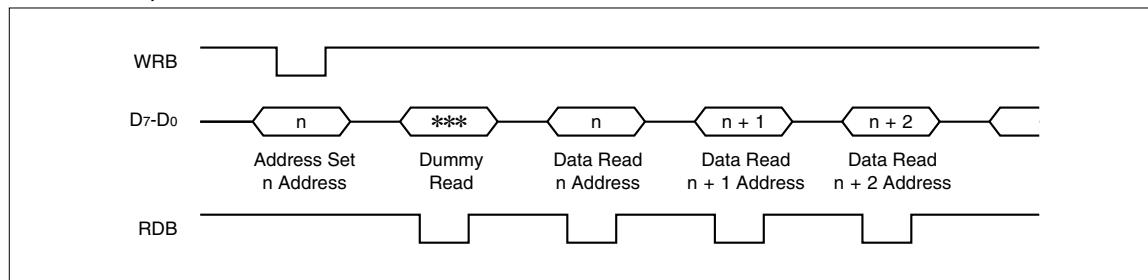 WRB
D7-D0
n
***
n
n + 1
n + 2
Address Set
n Address
Dummy
Read
Data Read
n Address
Data Read
n + 1 Address
Data Read
n + 2 Address
RDB